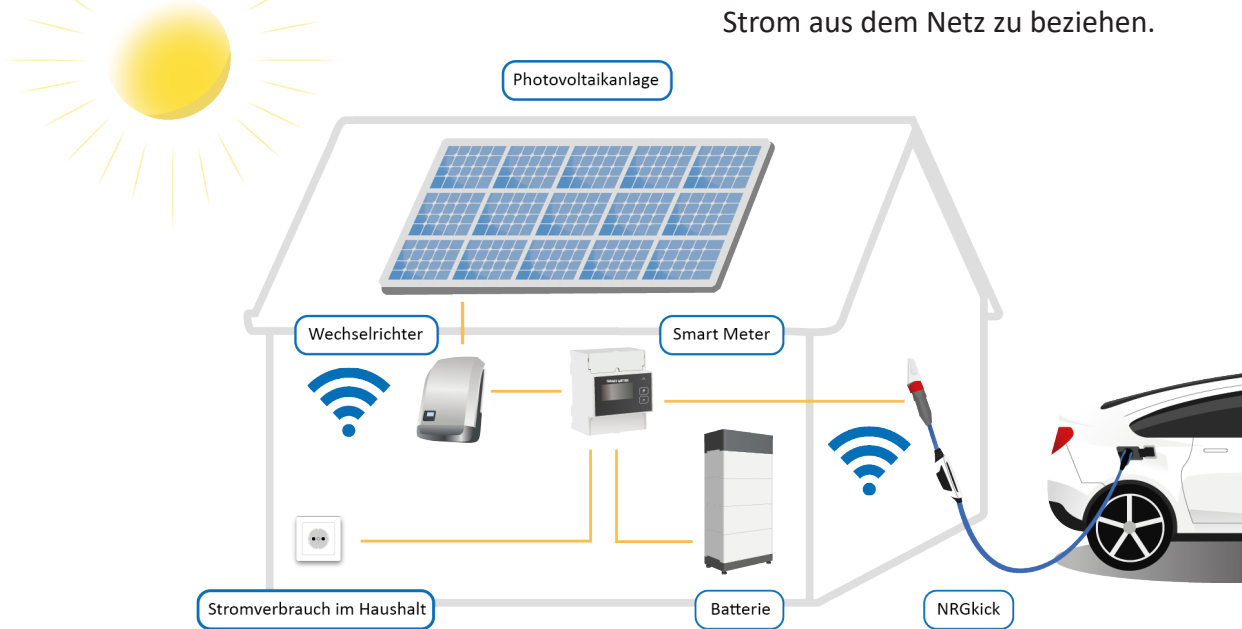 Strom aus dem Netz zu beziehen.
Photovoltaikanlage
Wechselrichter
Smart Meter
Stromverbrauch im Haushalt
Batterie
NRGkick